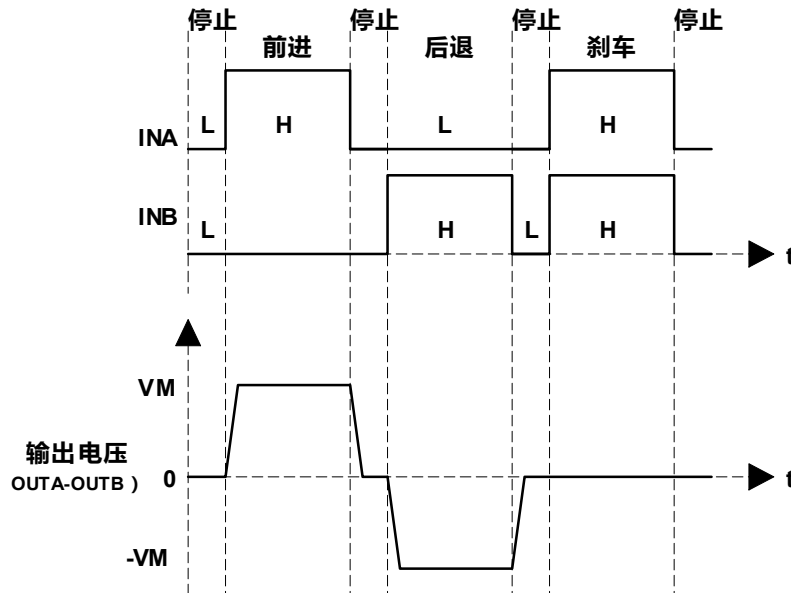 停止 停止 停止 停止
前进 后退 刹车
L H L H
INA
INB
L H L H
t
VM
输出电压
OUTA-OUTB ) 0
t
-VM